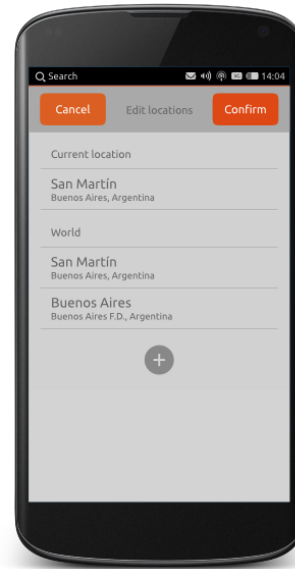 Search 14:04
Cancel Edit locations Confirm
Current location
San Martín
Buenos Aires, Argentina
World
San Martín
Buenos Aires, Argentina
Buenos Aires
Buenos Aires F.D., Argentina